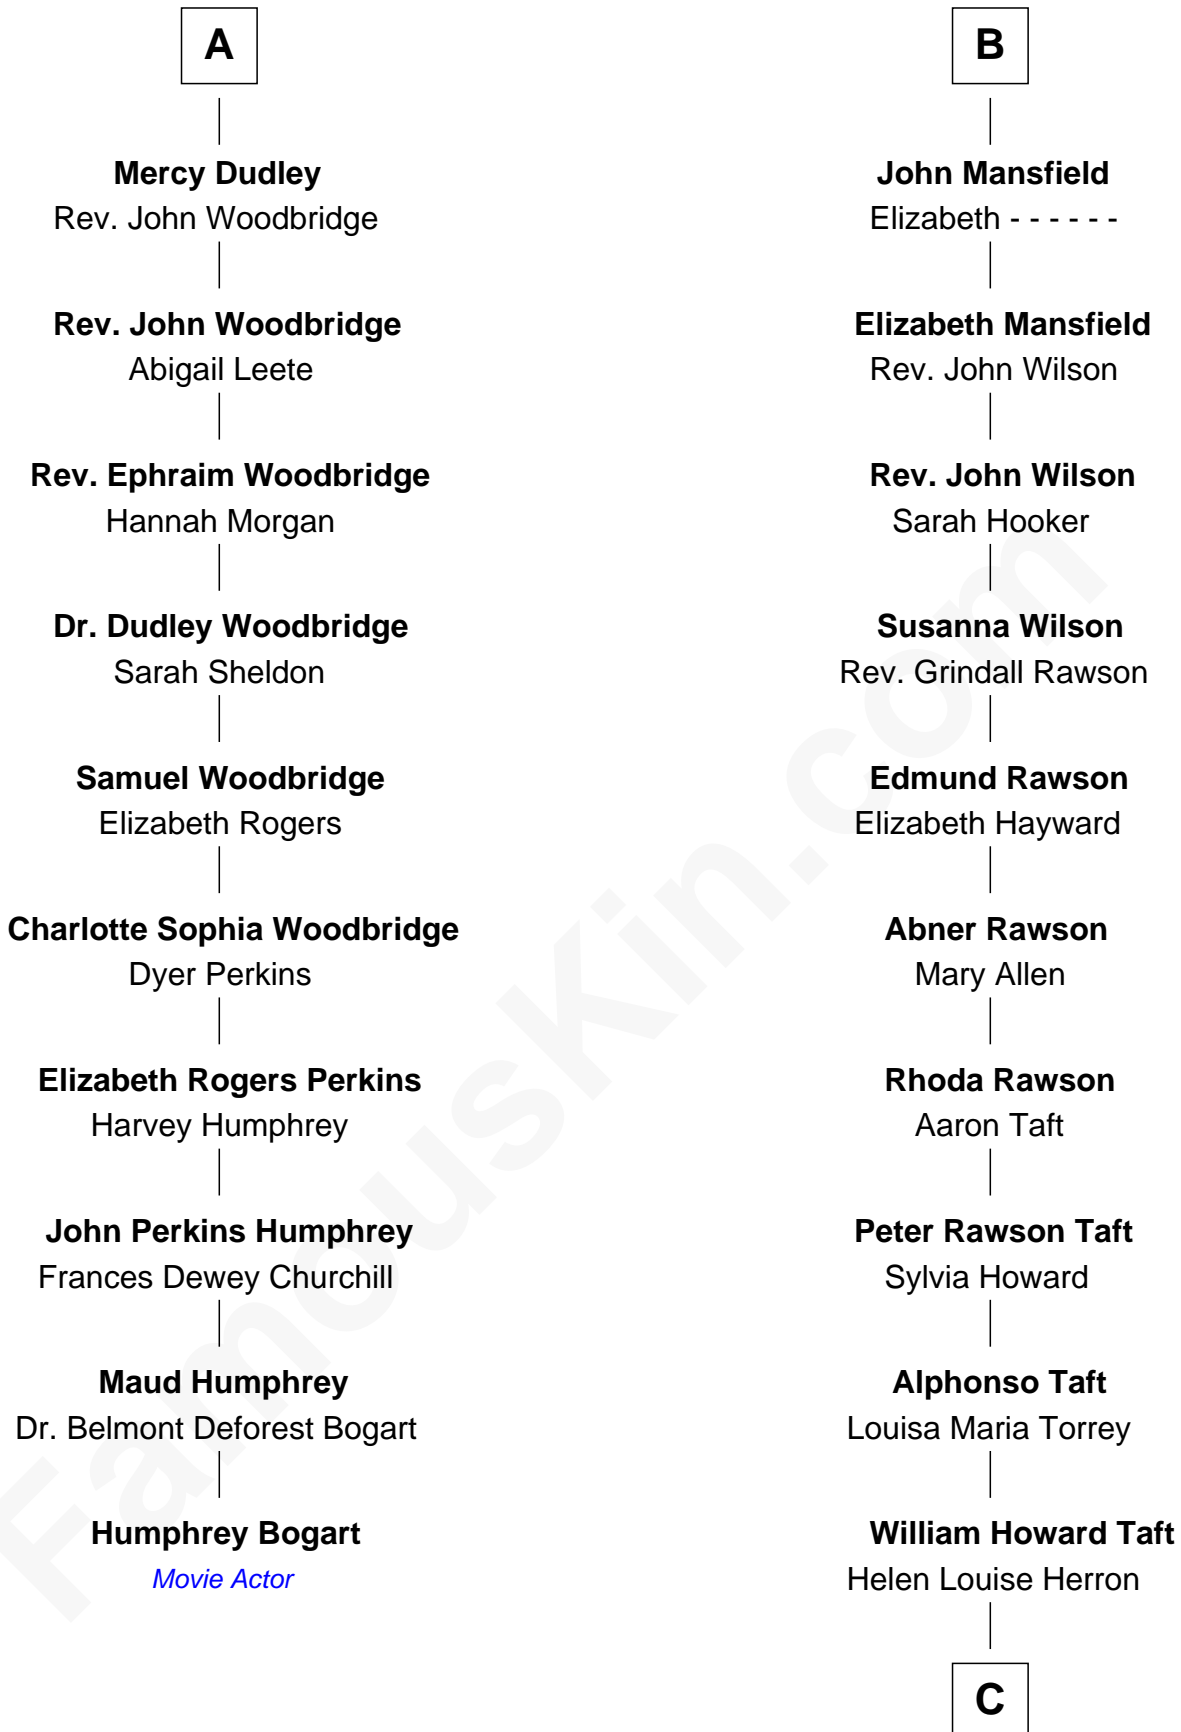 A
Mercy Dudley
Rev. John Woodbridge
Rev. John Woodbridge
Abigail Leete
Rev. Ephraim Woodbridge
Hannah Morgan
Dr. Dudley Woodbridge
Sarah Sheldon
Samuel Woodbridge
Elizabeth Rogers
Charlotte Sophia Woodbridge
Dyer Perkins
Elizabeth Rogers Perkins
Harvey Humphrey
John Perkins Humphrey
Frances Dewey Churchill
Maud Humphrey
Dr. Belmont Deforest Bogart
Humphrey Bogart
Movie Actor
B
John Mansfield
Elizabeth - - - - - -
Elizabeth Mansfield
Rev. John Wilson
Rev. John Wilson
Sarah Hooker
Susanna Wilson
Rev. Grindall Rawson
Edmund Rawson
Elizabeth Hayward
Abner Rawson
Mary Allen
Rhoda Rawson
Aaron Taft
Peter Rawson Taft
Sylvia Howard
Alphonso Taft
Louisa Maria Torrey
William Howard Taft
Helen Louise Herron
C
FamousKin.com